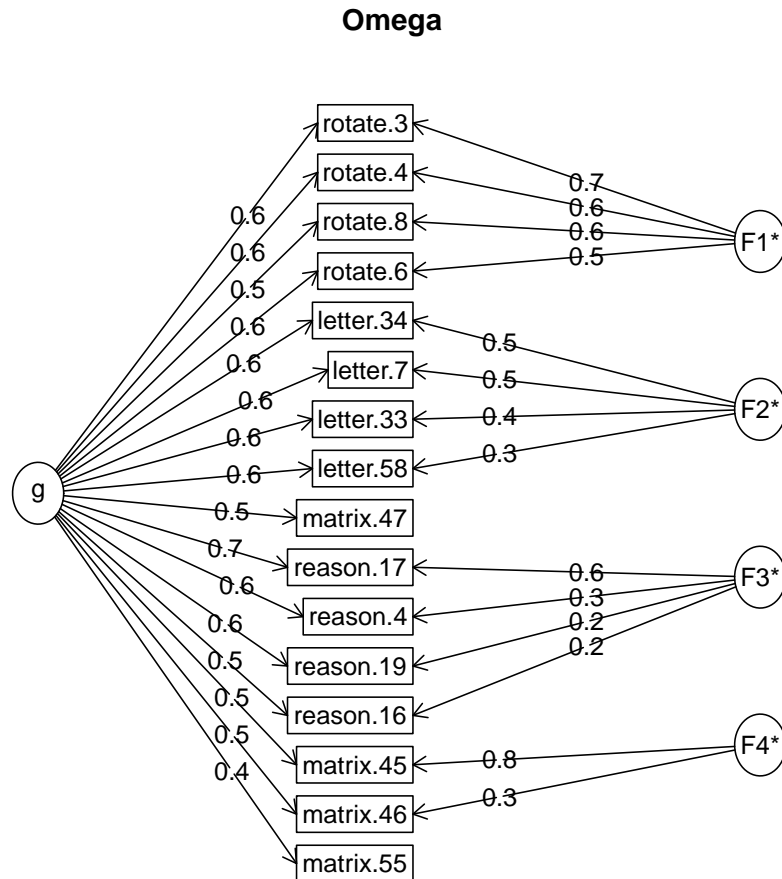 Omega
rotate.3
rotate.4
rotate.8
rotate.6
letter.34
letter.7
letter.33
letter.58
matrix.47
reason.17
reason.4
reason.19
reason.16
matrix.45
matrix.46
matrix.55
g
0.6
0.6
0.5
0.6
0.6
0.6
0.6
0.6
0.5
0.7
0.6
0.6
0.5
0.5
0.5
0.4
0.7
0.6
0.6
0.5
F1*
0.5
0.5
0.4
0.3
F2*
0.6
0.3
0.2
0.2
F3*
0.8
0.3
F4*